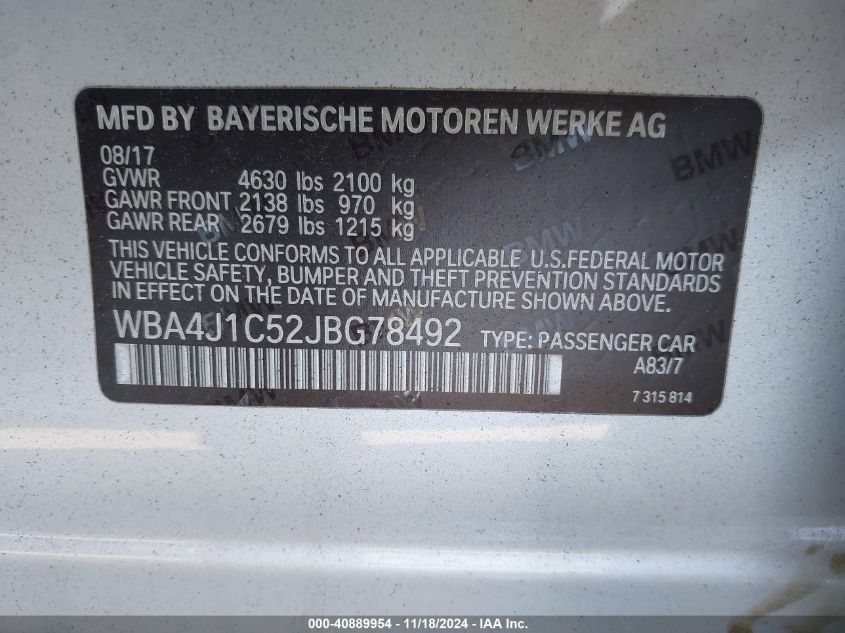 MFD BY BAYERISCHE MOTOREN WERKE AG
08/17
GVWR 4630 lbs 2100 kg
GAWR FRONT 2138 lbs 970 kg
GAWR REAR 2679 lbs 1215 kg
THIS VEHICLE CONFORMS TO ALL APPLICABLE U.S.FEDERAL MOTOR
VEHICLE SAFETY, BUMPER AND THEFT PREVENTION STANDARDS
IN EFFECT ON THE DATE OF MANUFACTURE SHOWN ABOVE.
WBA4J1C52JBG78492 TYPE: PASSENGER CAR
A83/7
7 315 814
000-40889954 - 11/18/2024 - IAA Inc.